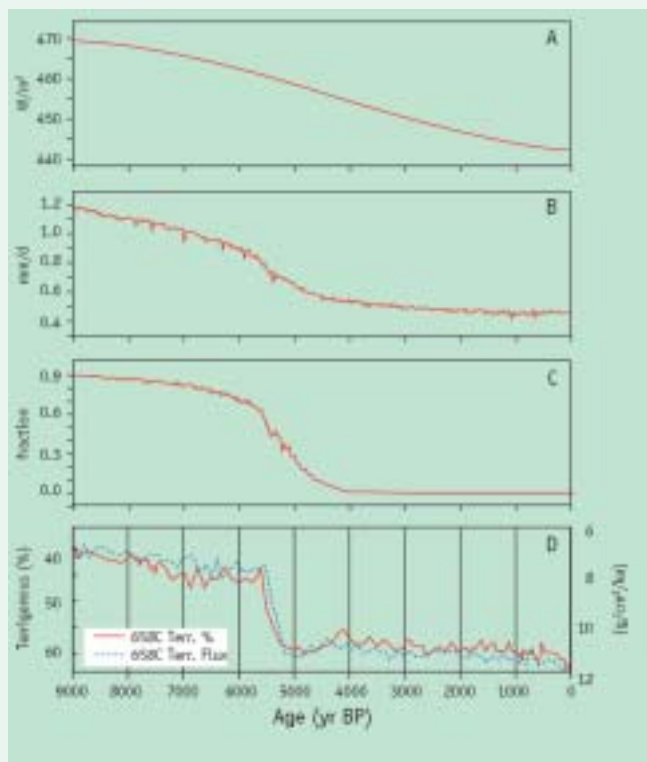 A
470
460
450
440
W/m²
B
1.2
1.0
0.8
0.6
0.4
mm/d
C
0.9
0.6
0.3
0.0
fraction
D
Terrigenous (%)
40
50
60
6
8
10
12
(g/cm²/ka)
658C Terr. %
658C Terr. Flux
9000 8000 7000 6000 5000 4000 3000 2000 1000 0
Age (yr BP)